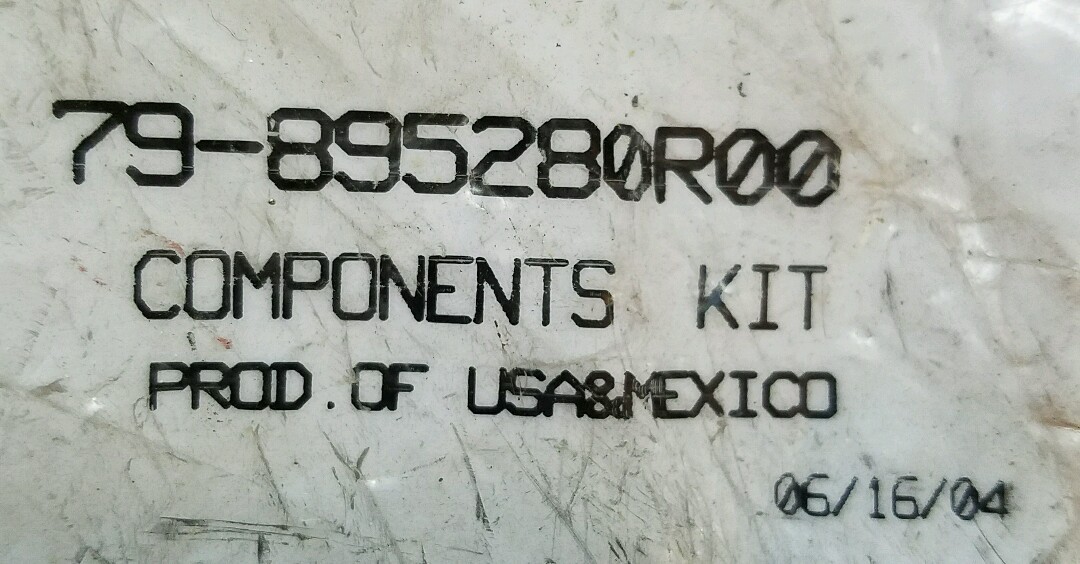 79-895280R00
COMPONENTS KIT
PROD.OF USA&MEXICO
06/16/04